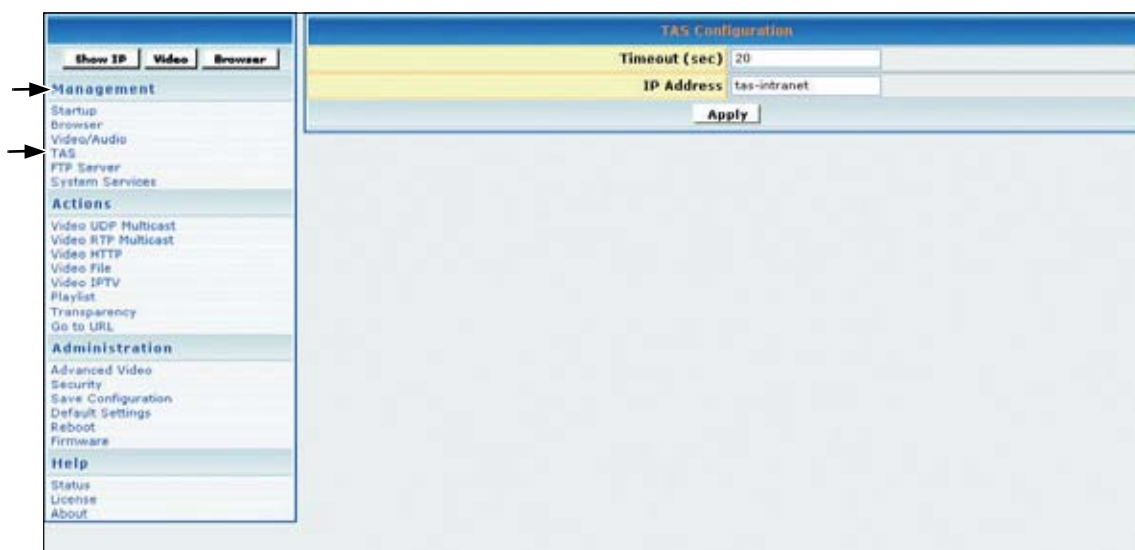 Show IP Video Browser
Management
Startup
Browser
Video/Audio
TAS
FTP Server
System Services
Actions
Video UDP Multicast
Video RTP Multicast
Video HTTP
Video File
Video IPTV
Playlist
Transparency
Go to URL
Administration
Advanced Video
Security
Save Configuration
Default Settings
Reboot
Firmware
Help
Status
License
About
TAS Configuration
Timeout (sec) 20
IP Address tas-intranet
Apply